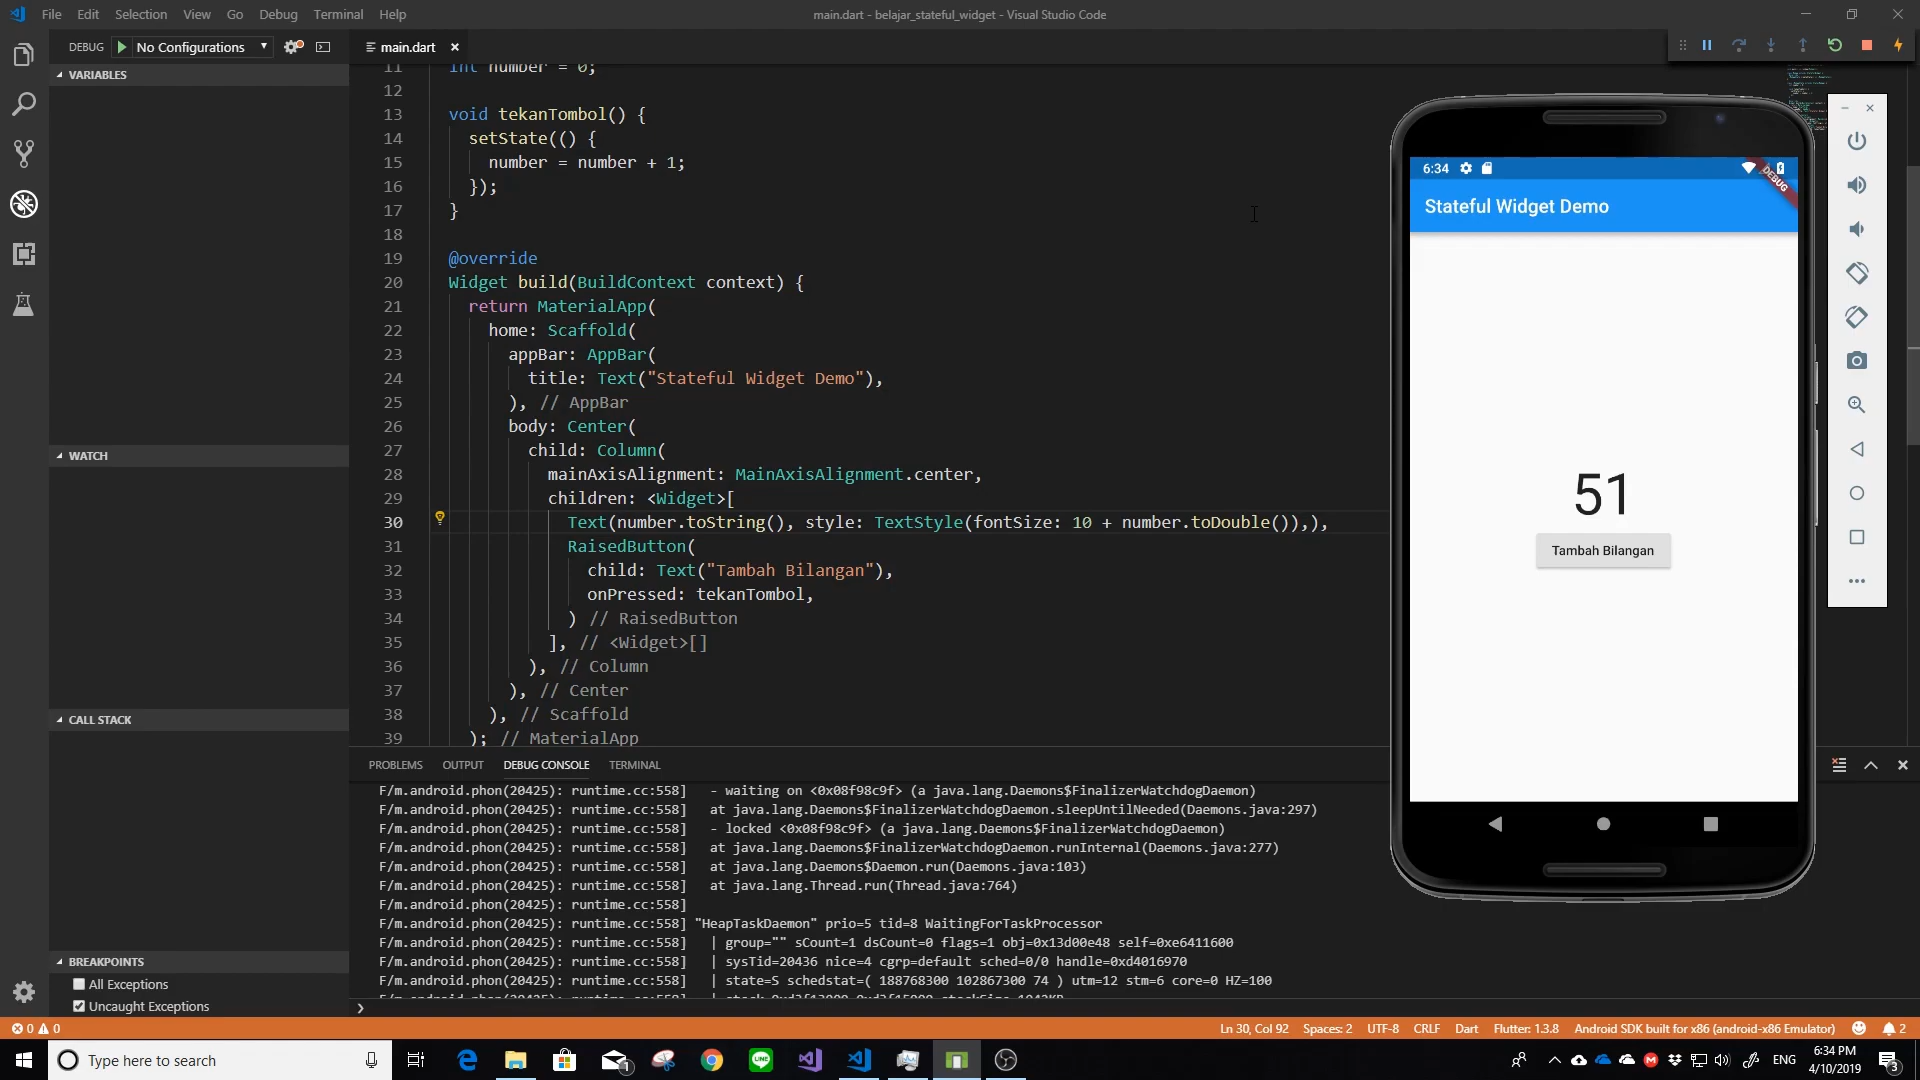 File Edit Selection View Go Debug Terminal Help
main.dart - belajar_stateful_widget - Visual Studio Code
DEBUG No Configurations
main.dart
VARIABLES
WATCH
CALL STACK
BREAKPOINTS
All Exceptions
Uncaught Exceptions
11 int number = 0;
12
13 void tekanTombol() {
14 setState(() {
15 number = number + 1;
16 });
17 }
18
19 @override
20 Widget build(BuildContext context) {
21 return MaterialApp(
22 home: Scaffold(
23 appBar: AppBar(
24 title: Text("Stateful Widget Demo"),
25 ), // AppBar
26 body: Center(
27 child: Column(
28 mainAxisAlignment: MainAxisAlignment.center,
29 children: <Widget>[
30 Text(number.toString(), style: TextStyle(fontSize: 10 + number.toDouble()),),
31 RaisedButton(
32 child: Text("Tambah Bilangan"),
33 onPressed: tekanTombol,
34 ) // RaisedButton
35 ], // <Widget>[]
36 ), // Column
37 ), // Center
38 ), // Scaffold
39 ); // MaterialApp
6:34
DEBUG
Stateful Widget Demo
51
Tambah Bilangan
PROBLEMS OUTPUT DEBUG CONSOLE TERMINAL
F/m.android.phon(20425): runtime.cc:558] - waiting on <0x08f98c9f> (a java.lang.Daemons$FinalizerWatchdogDaemon)
F/m.android.phon(20425): runtime.cc:558] at java.lang.Daemons$FinalizerWatchdogDaemon.sleepUntilNeeded(Daemons.java:297)
F/m.android.phon(20425): runtime.cc:558] - locked <0x08f98c9f> (a java.lang.Daemons$FinalizerWatchdogDaemon)
F/m.android.phon(20425): runtime.cc:558] at java.lang.Daemons$FinalizerWatchdogDaemon.runInternal(Daemons.java:277)
F/m.android.phon(20425): runtime.cc:558] at java.lang.Daemons$Daemon.run(Daemons.java:103)
F/m.android.phon(20425): runtime.cc:558] at java.lang.Thread.run(Thread.java:764)
F/m.android.phon(20425): runtime.cc:558]
F/m.android.phon(20425): runtime.cc:558] "HeapTaskDaemon" prio=5 tid=8 WaitingForTaskProcessor
F/m.android.phon(20425): runtime.cc:558] | group="" sCount=1 dsCount=0 flags=1 obj=0x13d00e48 self=0xe6411600
F/m.android.phon(20425): runtime.cc:558] | sysTid=20436 nice=4 cgrp=default sched=0/0 handle=0xd4016970
F/m.android.phon(20425): runtime.cc:558] | state=S schedstat=( 188768300 102867300 74 ) utm=12 stm=6 core=0 HZ=100
0 0
Ln 30, Col 92 Spaces: 2 UTF-8 CRLF Dart Flutter: 1.3.8 Android SDK built for x86 (android-x86 Emulator) 2
Type here to search
1
LINE
ENG
6:34 PM
4/10/2019
3